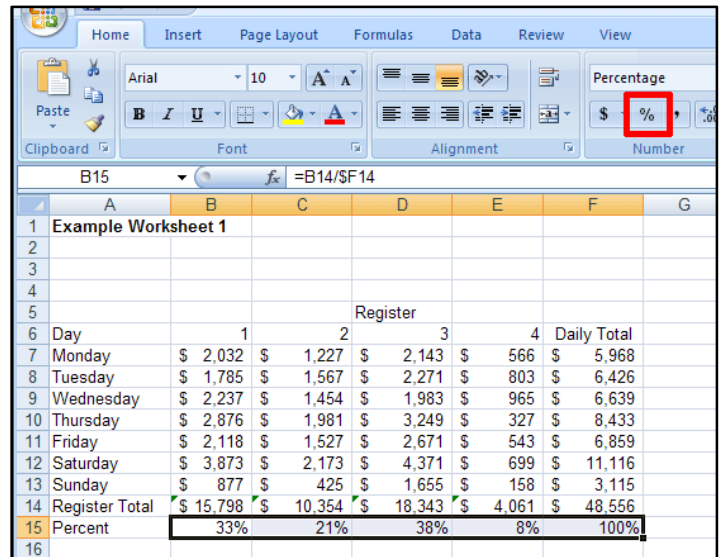 Home Insert Page Layout Formulas Data Review View
Arial 10 A A Percentage
Paste B I U A $ % , .00
Clipboard Font Alignment Number
B15 fx =B14/$F14
A B C D E F G
1 Example Worksheet 1
2
3
4
5 Register
6 Day 1 2 3 4 Daily Total
7 Monday $ 2,032 $ 1,227 $ 2,143 $ 566 $ 5,968
8 Tuesday $ 1,785 $ 1,567 $ 2,271 $ 803 $ 6,426
9 Wednesday $ 2,237 $ 1,454 $ 1,983 $ 965 $ 6,639
10 Thursday $ 2,876 $ 1,981 $ 3,249 $ 327 $ 8,433
11 Friday $ 2,118 $ 1,527 $ 2,671 $ 543 $ 6,859
12 Saturday $ 3,873 $ 2,173 $ 4,371 $ 699 $ 11,116
13 Sunday $ 877 $ 425 $ 1,655 $ 158 $ 3,115
14 Register Total $ 15,798 $ 10,354 $ 18,343 $ 4,061 $ 48,556
15 Percent 33% 21% 38% 8% 100%
16